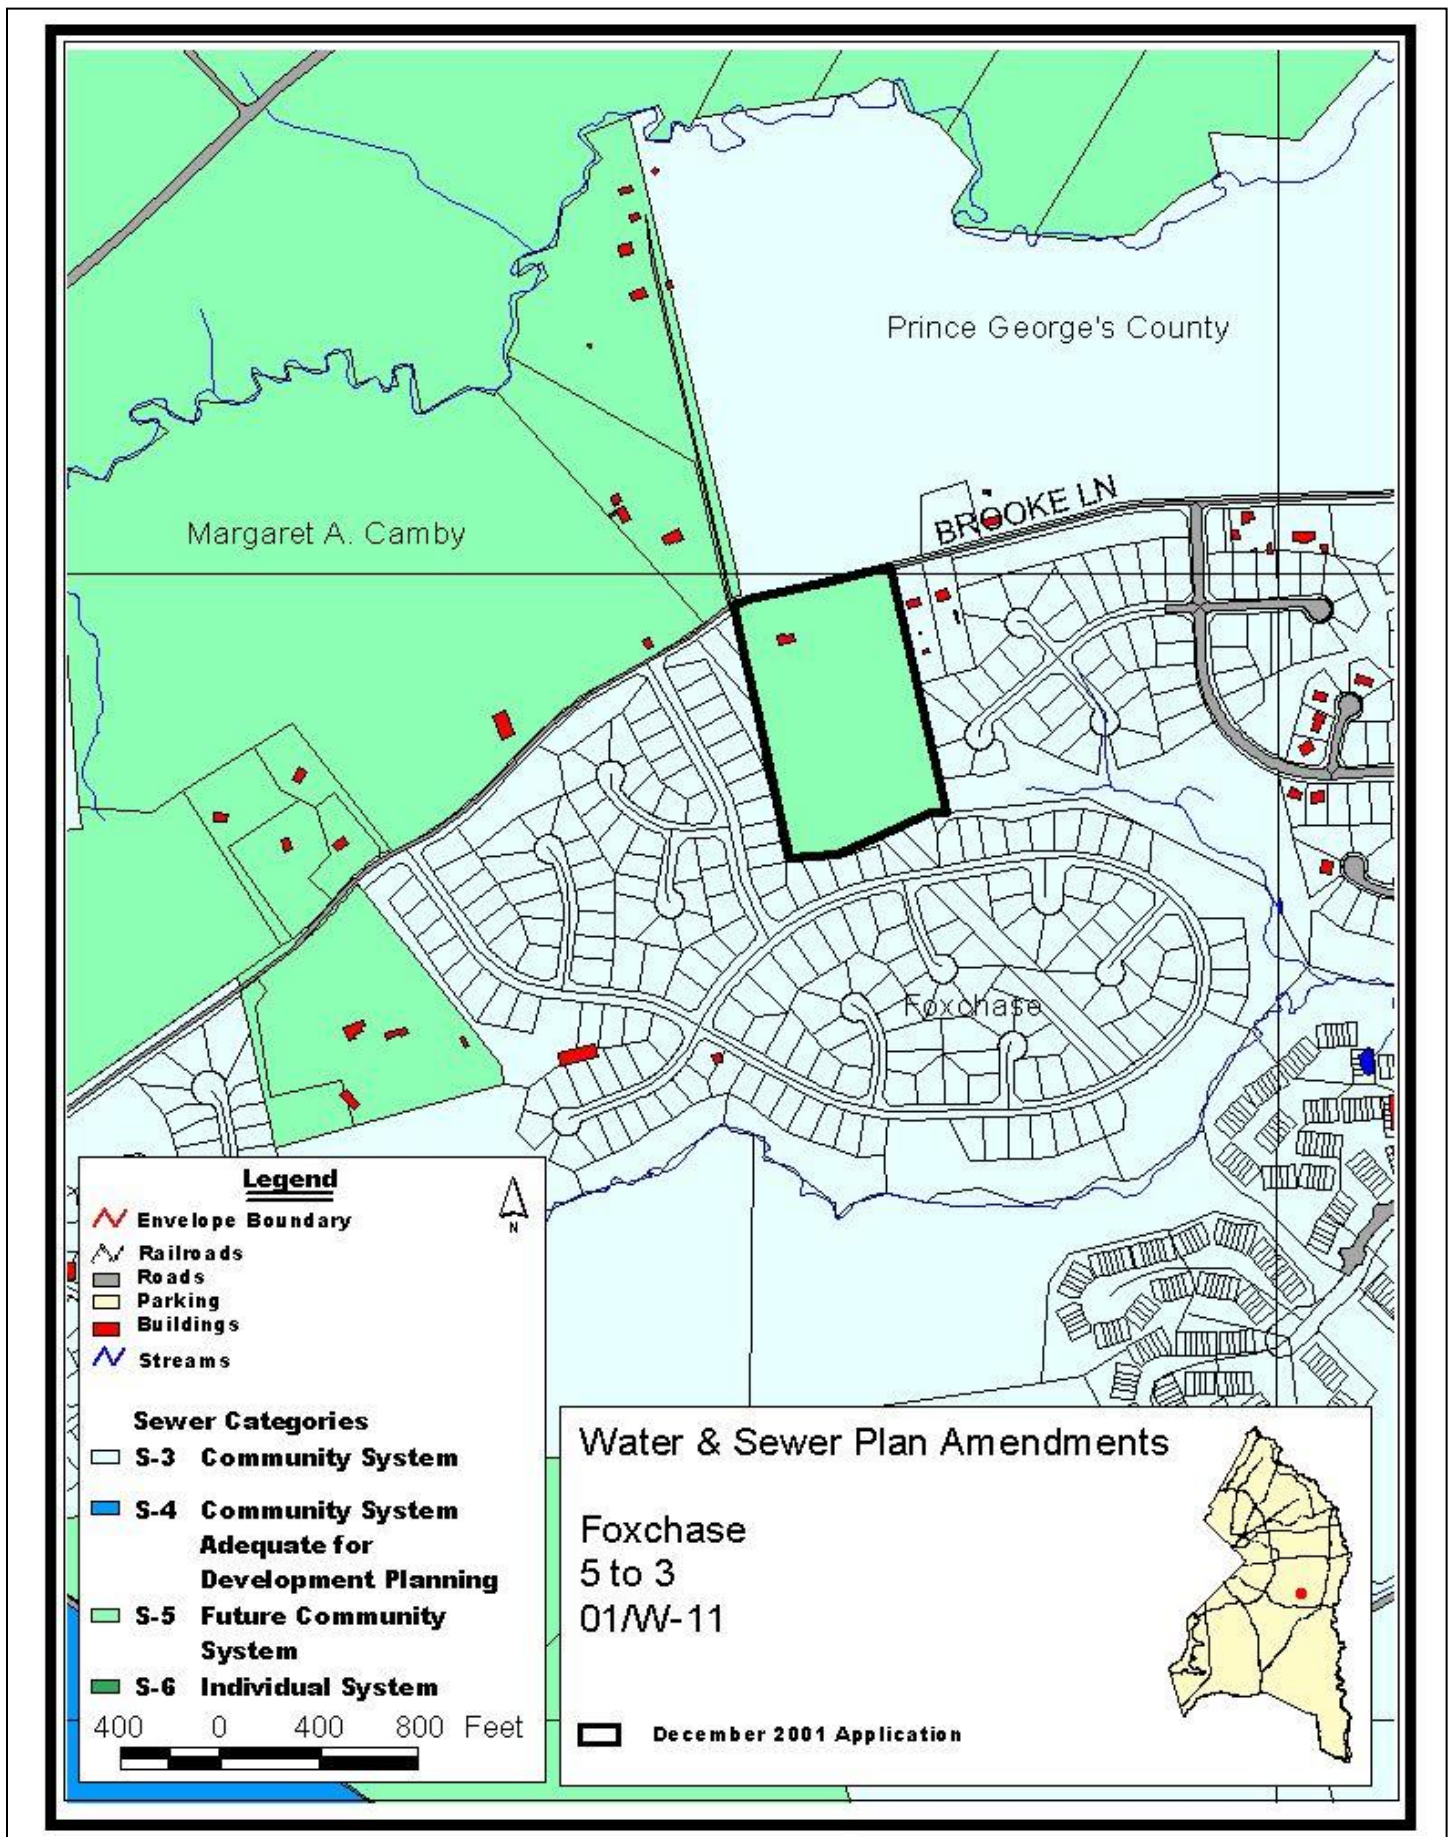 Prince George's County
BROOKE LN
Margaret A. Camby
Foxchase
Legend
N
Envelope Boundary
Railroads
Roads
Parking
Buildings
Streams
Sewer Categories
S-3 Community System
S-4 Community System
Adequate for
Development Planning
S-5 Future Community
System
S-6 Individual System
400 0 400 800 Feet
Water & Sewer Plan Amendments
Foxchase
5 to 3
01/W-11
December 2001 Application